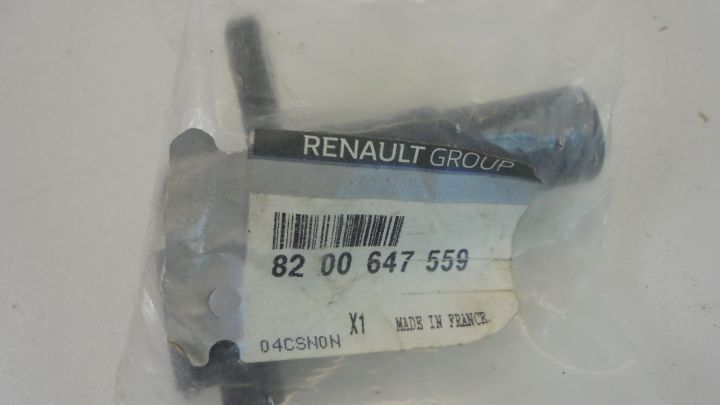 RENAULT GROUP
82 00 647 559
X1 MADE IN FRANCE
04CSN0N